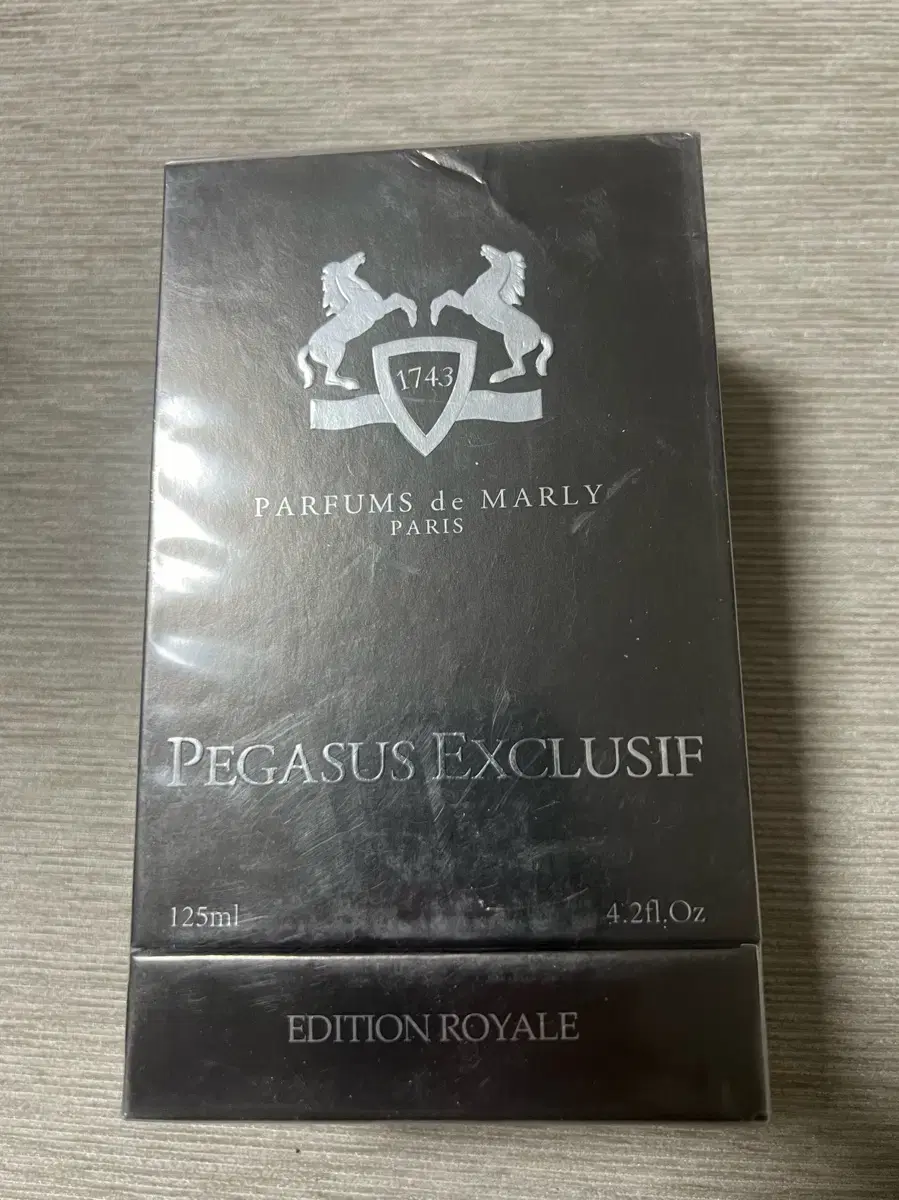 1743
PARFUMS de MARLY
PARIS
PEGASUS EXCLUSIF
125ml 4.2fl.Oz
EDITION ROYALE